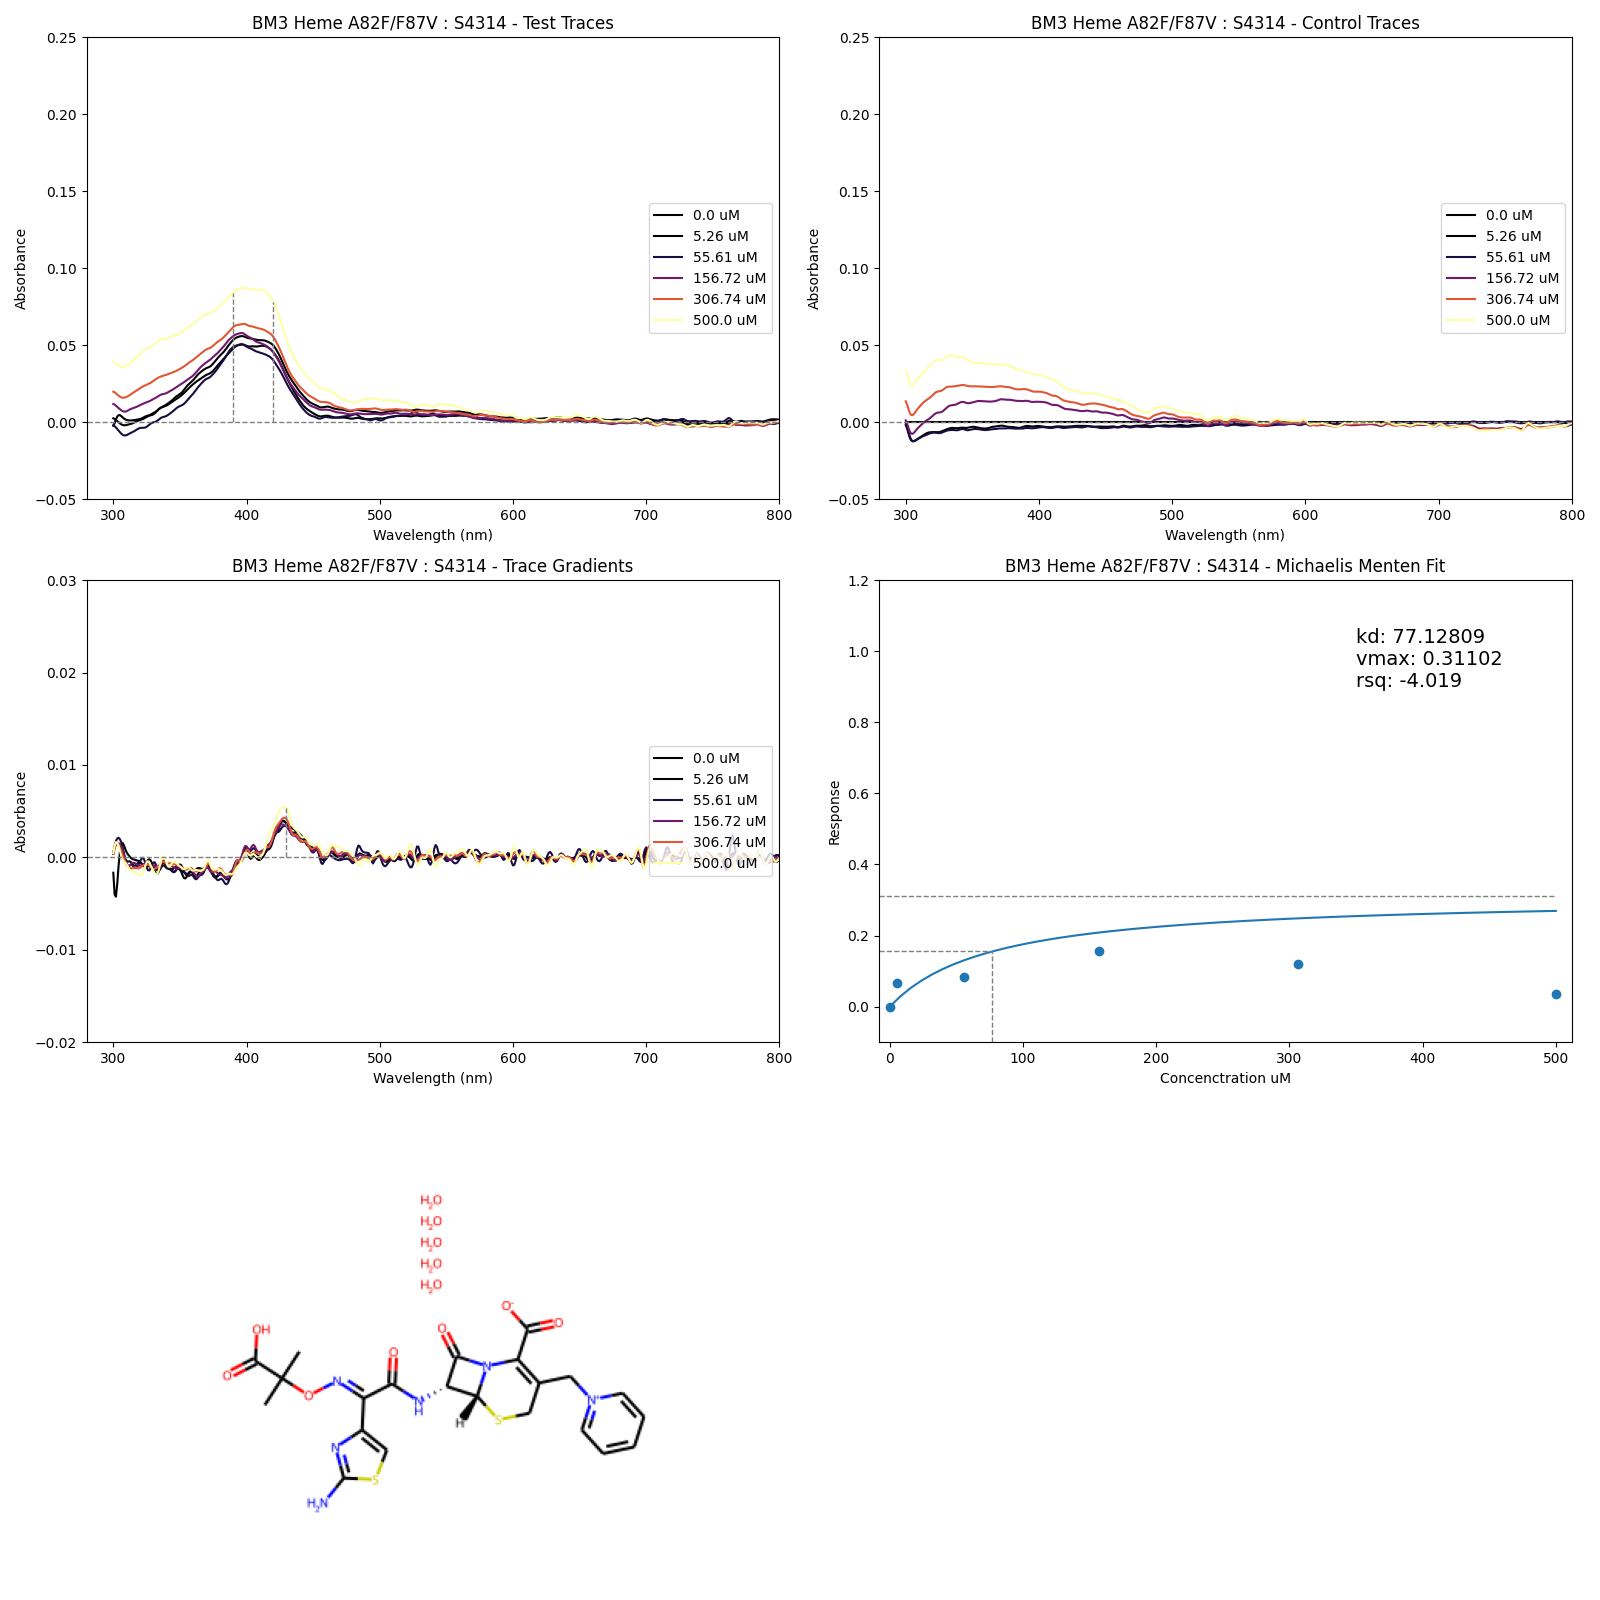 BM3 Heme A82F/F87V : S4314 - Test Traces
0.25
0.20
0.15
0.10
0.05
0.00
−0.05
Absorbance
300 400 500 600 700 800
Wavelength (nm)
0.0 uM
5.26 uM
55.61 uM
156.72 uM
306.74 uM
500.0 uM
BM3 Heme A82F/F87V : S4314 - Control Traces
0.25
0.20
0.15
0.10
0.05
0.00
−0.05
Absorbance
300 400 500 600 700 800
Wavelength (nm)
0.0 uM
5.26 uM
55.61 uM
156.72 uM
306.74 uM
500.0 uM
BM3 Heme A82F/F87V : S4314 - Trace Gradients
0.03
0.02
0.01
0.00
−0.01
−0.02
Absorbance
300 400 500 600 700 800
Wavelength (nm)
0.0 uM
5.26 uM
55.61 uM
156.72 uM
306.74 uM
500.0 uM
BM3 Heme A82F/F87V : S4314 - Michaelis Menten Fit
1.2
1.0
0.8
0.6
0.4
0.2
0.0
Response
0 100 200 300 400 500
Concenctration uM
kd: 77.12809
vmax: 0.31102
rsq: -4.019
H2O
H2O
H2O
H2O
H2O
O-
O
O
OH
O
O
N
O
N
H
N
H
S
N+
N
S
H2N